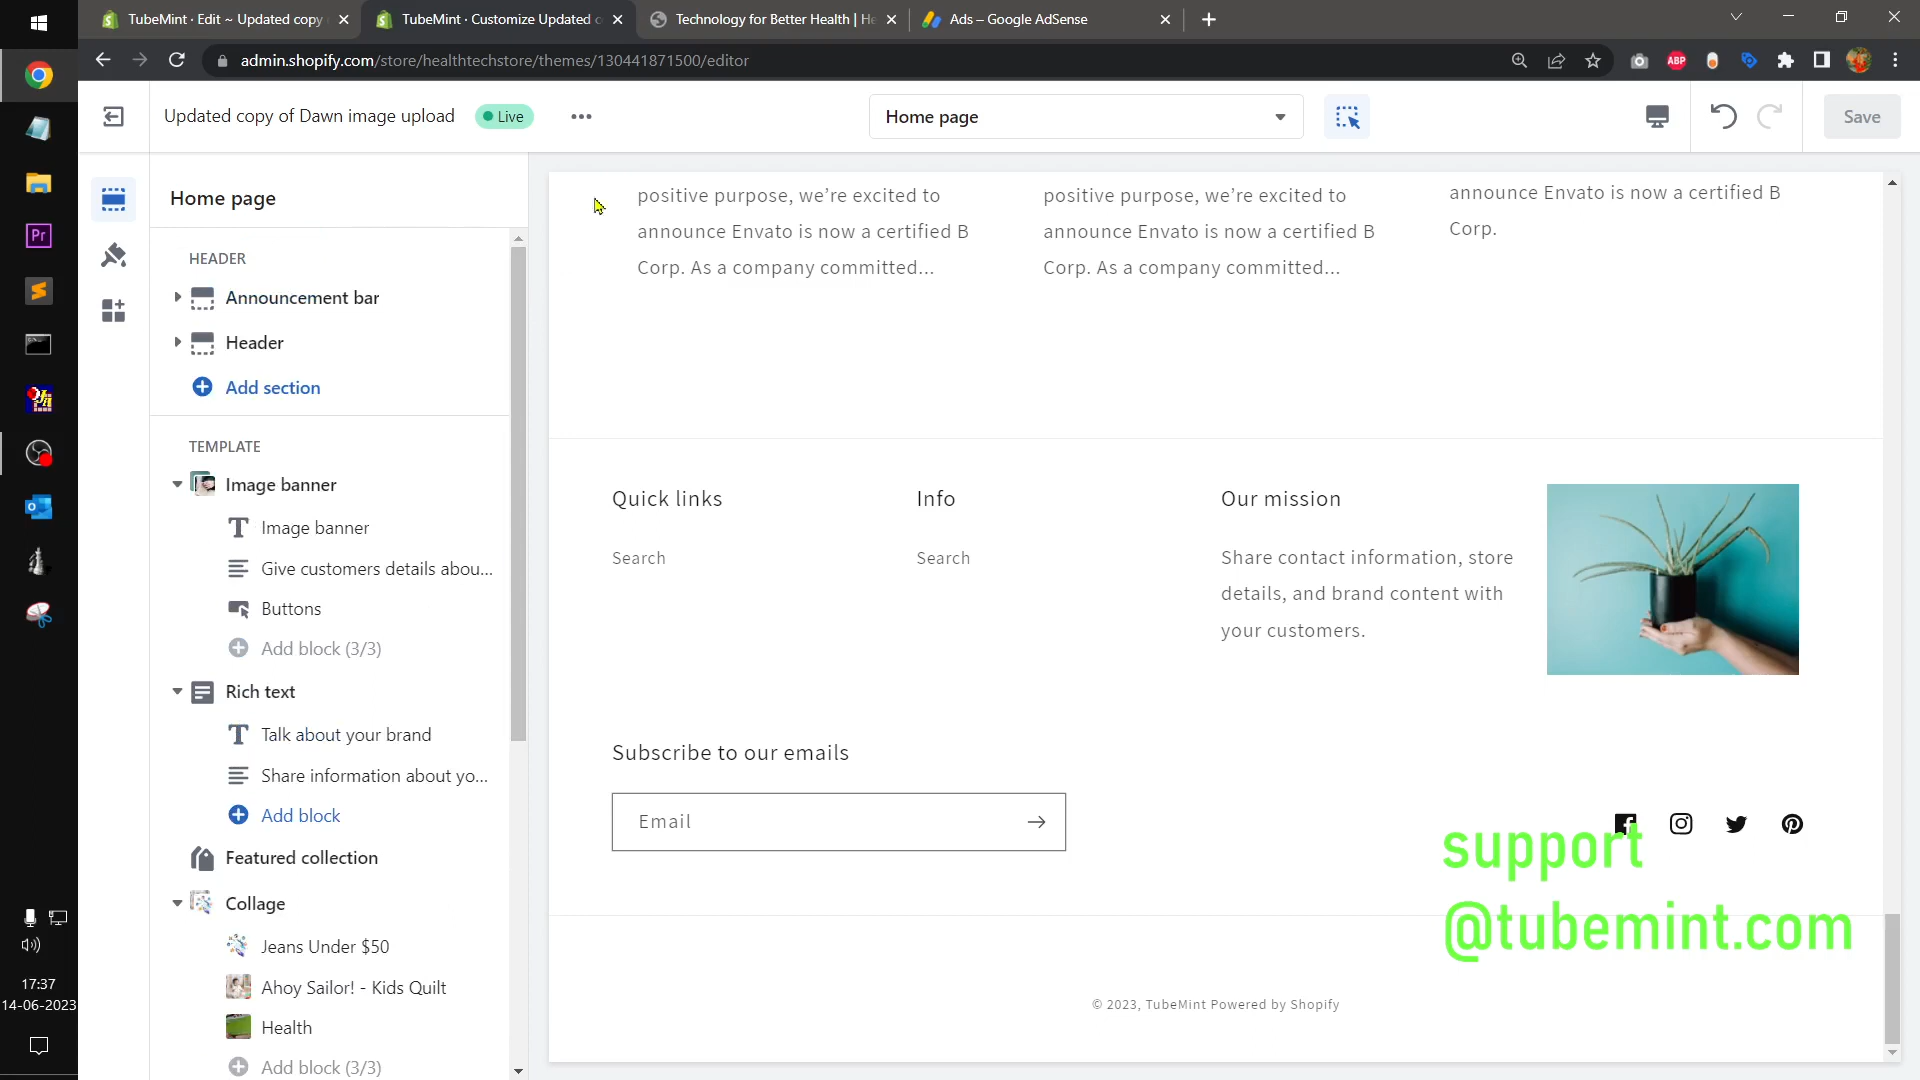 TubeMint · Edit ~ Updated copy
TubeMint · Customize Updated c
Technology for Better Health | He
Ads – Google AdSense
admin.shopify.com/store/healthtechstore/themes/130441871500/editor
ABP
Updated copy of Dawn image upload
Live
Home page
Save
Home page
HEADER
Announcement bar
Header
Add section
TEMPLATE
Image banner
Image banner
Give customers details abou...
Buttons
Add block (3/3)
Rich text
Talk about your brand
Share information about yo...
Add block
Featured collection
Collage
Jeans Under $50
Ahoy Sailor! - Kids Quilt
Health
Add block (3/3)
positive purpose, we’re excited to
announce Envato is now a certified B
Corp. As a company committed...
positive purpose, we’re excited to
announce Envato is now a certified B
Corp. As a company committed...
announce Envato is now a certified B
Corp.
Quick links
Search
Info
Search
Our mission
Share contact information, store
details, and brand content with
your customers.
Subscribe to our emails
Email
support
@tubemint.com
© 2023, TubeMint Powered by Shopify
Pr
17:37
14-06-2023